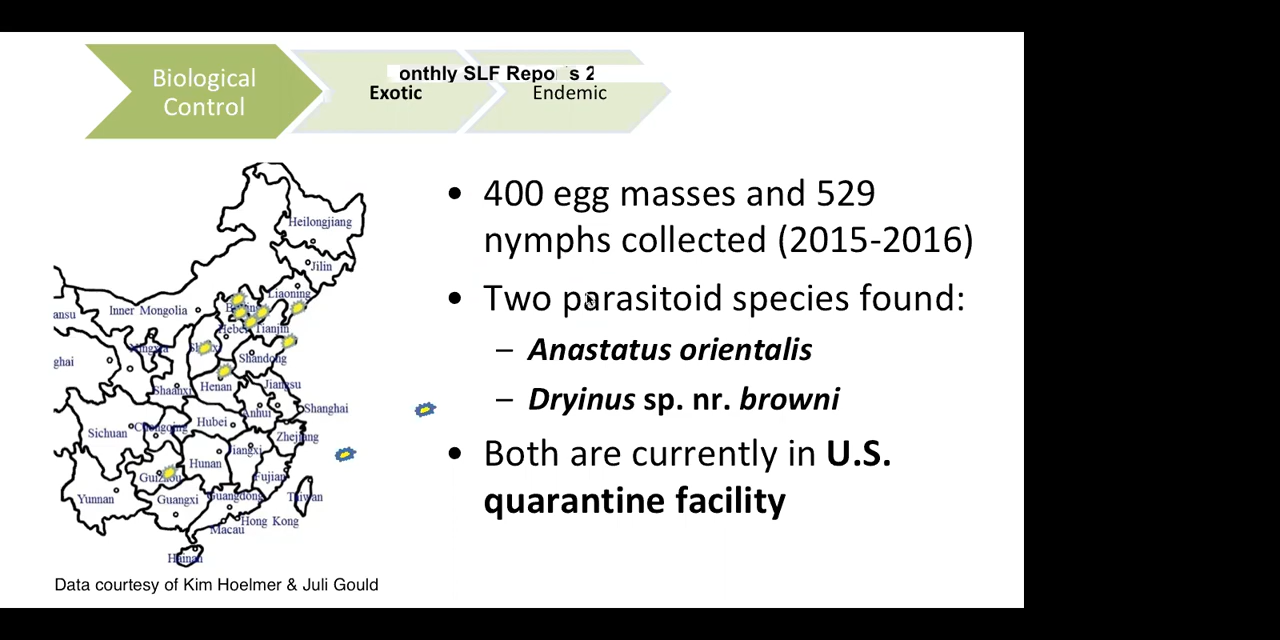 Biological
Control
onthly SLF Repo s 2
Exotic
Endemic
• 400 egg masses and 529
nymphs collected (2015-2016)
• Two parasitoid species found:
– Anastatus orientalis
– Dryinus sp. nr. browni
• Both are currently in U.S.
quarantine facility
Heilongjiang
Jilin
Liaoning
Inner Mongolia
ansu
Hebei
Tianjin
Shandong
ghai
Henan
Shaanxi
Jiangsu
Shanghai
Anhui
Hubei
Sichuan
Chongqing
Zhejiang
Hunan
Jiangxi
Guizhou
Fujian
Yunnan
Guangxi
Guangdong
Taiwan
Hong Kong
Macau
Hainan
Data courtesy of Kim Hoelmer & Juli Gould